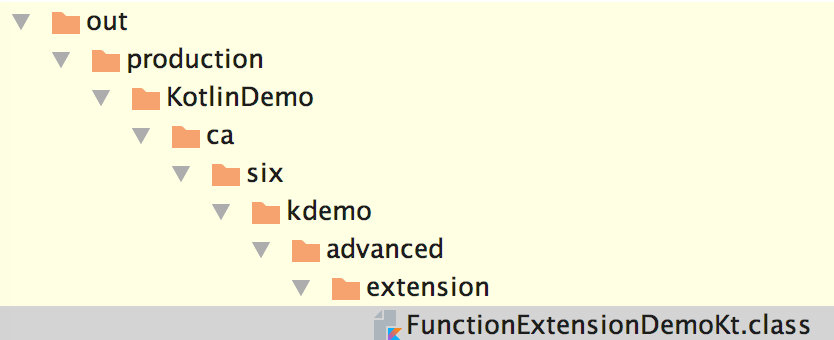 out
production
KotlinDemo
ca
six
kdemo
advanced
extension
FunctionExtensionDemoKt.class